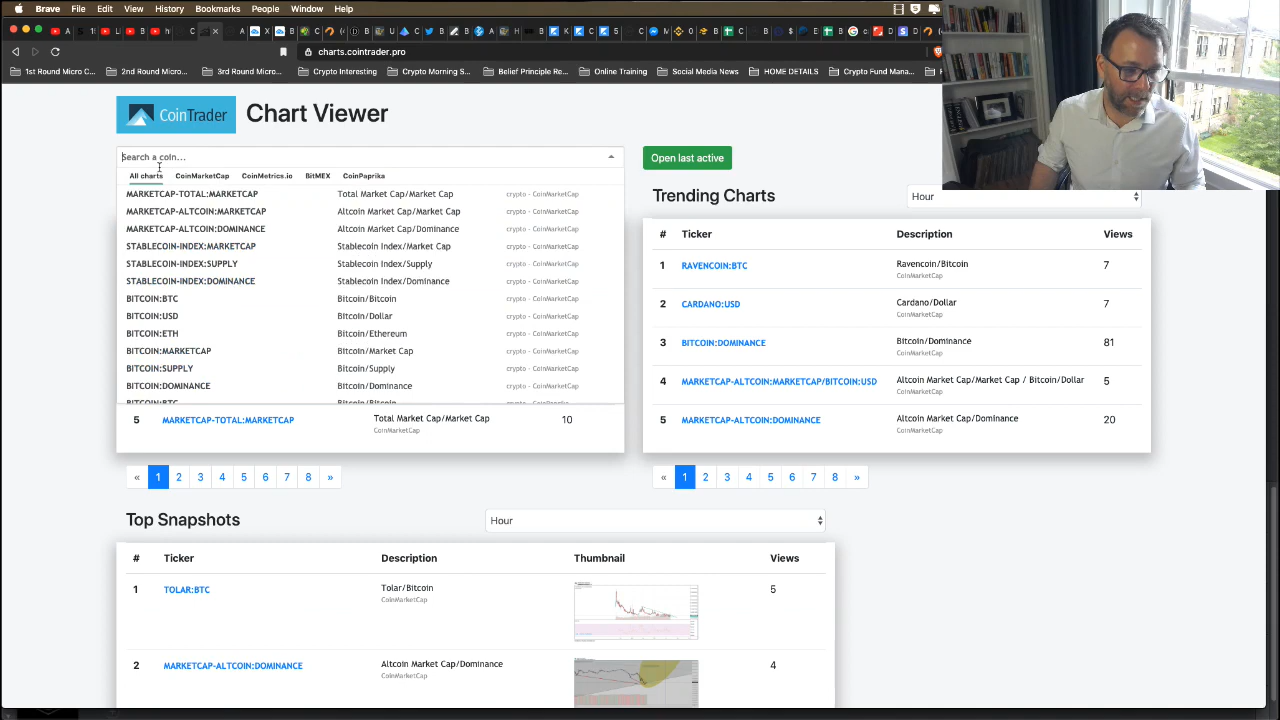 Brave File Edit View History Bookmarks People Window Help
charts.cointrader.pro
1st Round Micro C... 2nd Round Micro... 3rd Round Micro... Crypto Interesting Crypto Morning S... Belief Principle Re... Online Training Social Media News HOME DETAILS Crypto Fund Mana...
CoinTrader Chart Viewer
Search a coin...
Open last active
All charts CoinMarketCap CoinMetrics.io BitMEX CoinPaprika
MARKETCAP-TOTAL:MARKETCAP Total Market Cap/Market Cap crypto - CoinMarketCap
MARKETCAP-ALTCOIN:MARKETCAP Altcoin Market Cap/Market Cap crypto - CoinMarketCap
MARKETCAP-ALTCOIN:DOMINANCE Altcoin Market Cap/Dominance crypto - CoinMarketCap
STABLECOIN-INDEX:MARKETCAP Stablecoin Index/Market Cap crypto - CoinMarketCap
STABLECOIN-INDEX:SUPPLY Stablecoin Index/Supply crypto - CoinMarketCap
STABLECOIN-INDEX:DOMINANCE Stablecoin Index/Dominance crypto - CoinMarketCap
BITCOIN:BTC Bitcoin/Bitcoin crypto - CoinMarketCap
BITCOIN:USD Bitcoin/Dollar crypto - CoinMarketCap
BITCOIN:ETH Bitcoin/Ethereum crypto - CoinMarketCap
BITCOIN:MARKETCAP Bitcoin/Market Cap crypto - CoinMarketCap
BITCOIN:SUPPLY Bitcoin/Supply crypto - CoinMarketCap
BITCOIN:DOMINANCE Bitcoin/Dominance crypto - CoinMarketCap
5 MARKETCAP-TOTAL:MARKETCAP Total Market Cap/Market Cap 10
CoinMarketCap
« 1 2 3 4 5 6 7 8 »
Trending Charts Hour
# Ticker Description Views
1 RAVENCOIN:BTC Ravencoin/Bitcoin 7
CoinMarketCap
2 CARDANO:USD Cardano/Dollar 7
CoinMarketCap
3 BITCOIN:DOMINANCE Bitcoin/Dominance 81
CoinMarketCap
4 MARKETCAP-ALTCOIN:MARKETCAP/BITCOIN:USD Altcoin Market Cap/Market Cap / Bitcoin/Dollar 5
CoinMarketCap
5 MARKETCAP-ALTCOIN:DOMINANCE Altcoin Market Cap/Dominance 20
CoinMarketCap
« 1 2 3 4 5 6 7 8 »
Top Snapshots Hour
# Ticker Description Thumbnail Views
1 TOLAR:BTC Tolar/Bitcoin 5
CoinMarketCap
2 MARKETCAP-ALTCOIN:DOMINANCE Altcoin Market Cap/Dominance 4
CoinMarketCap